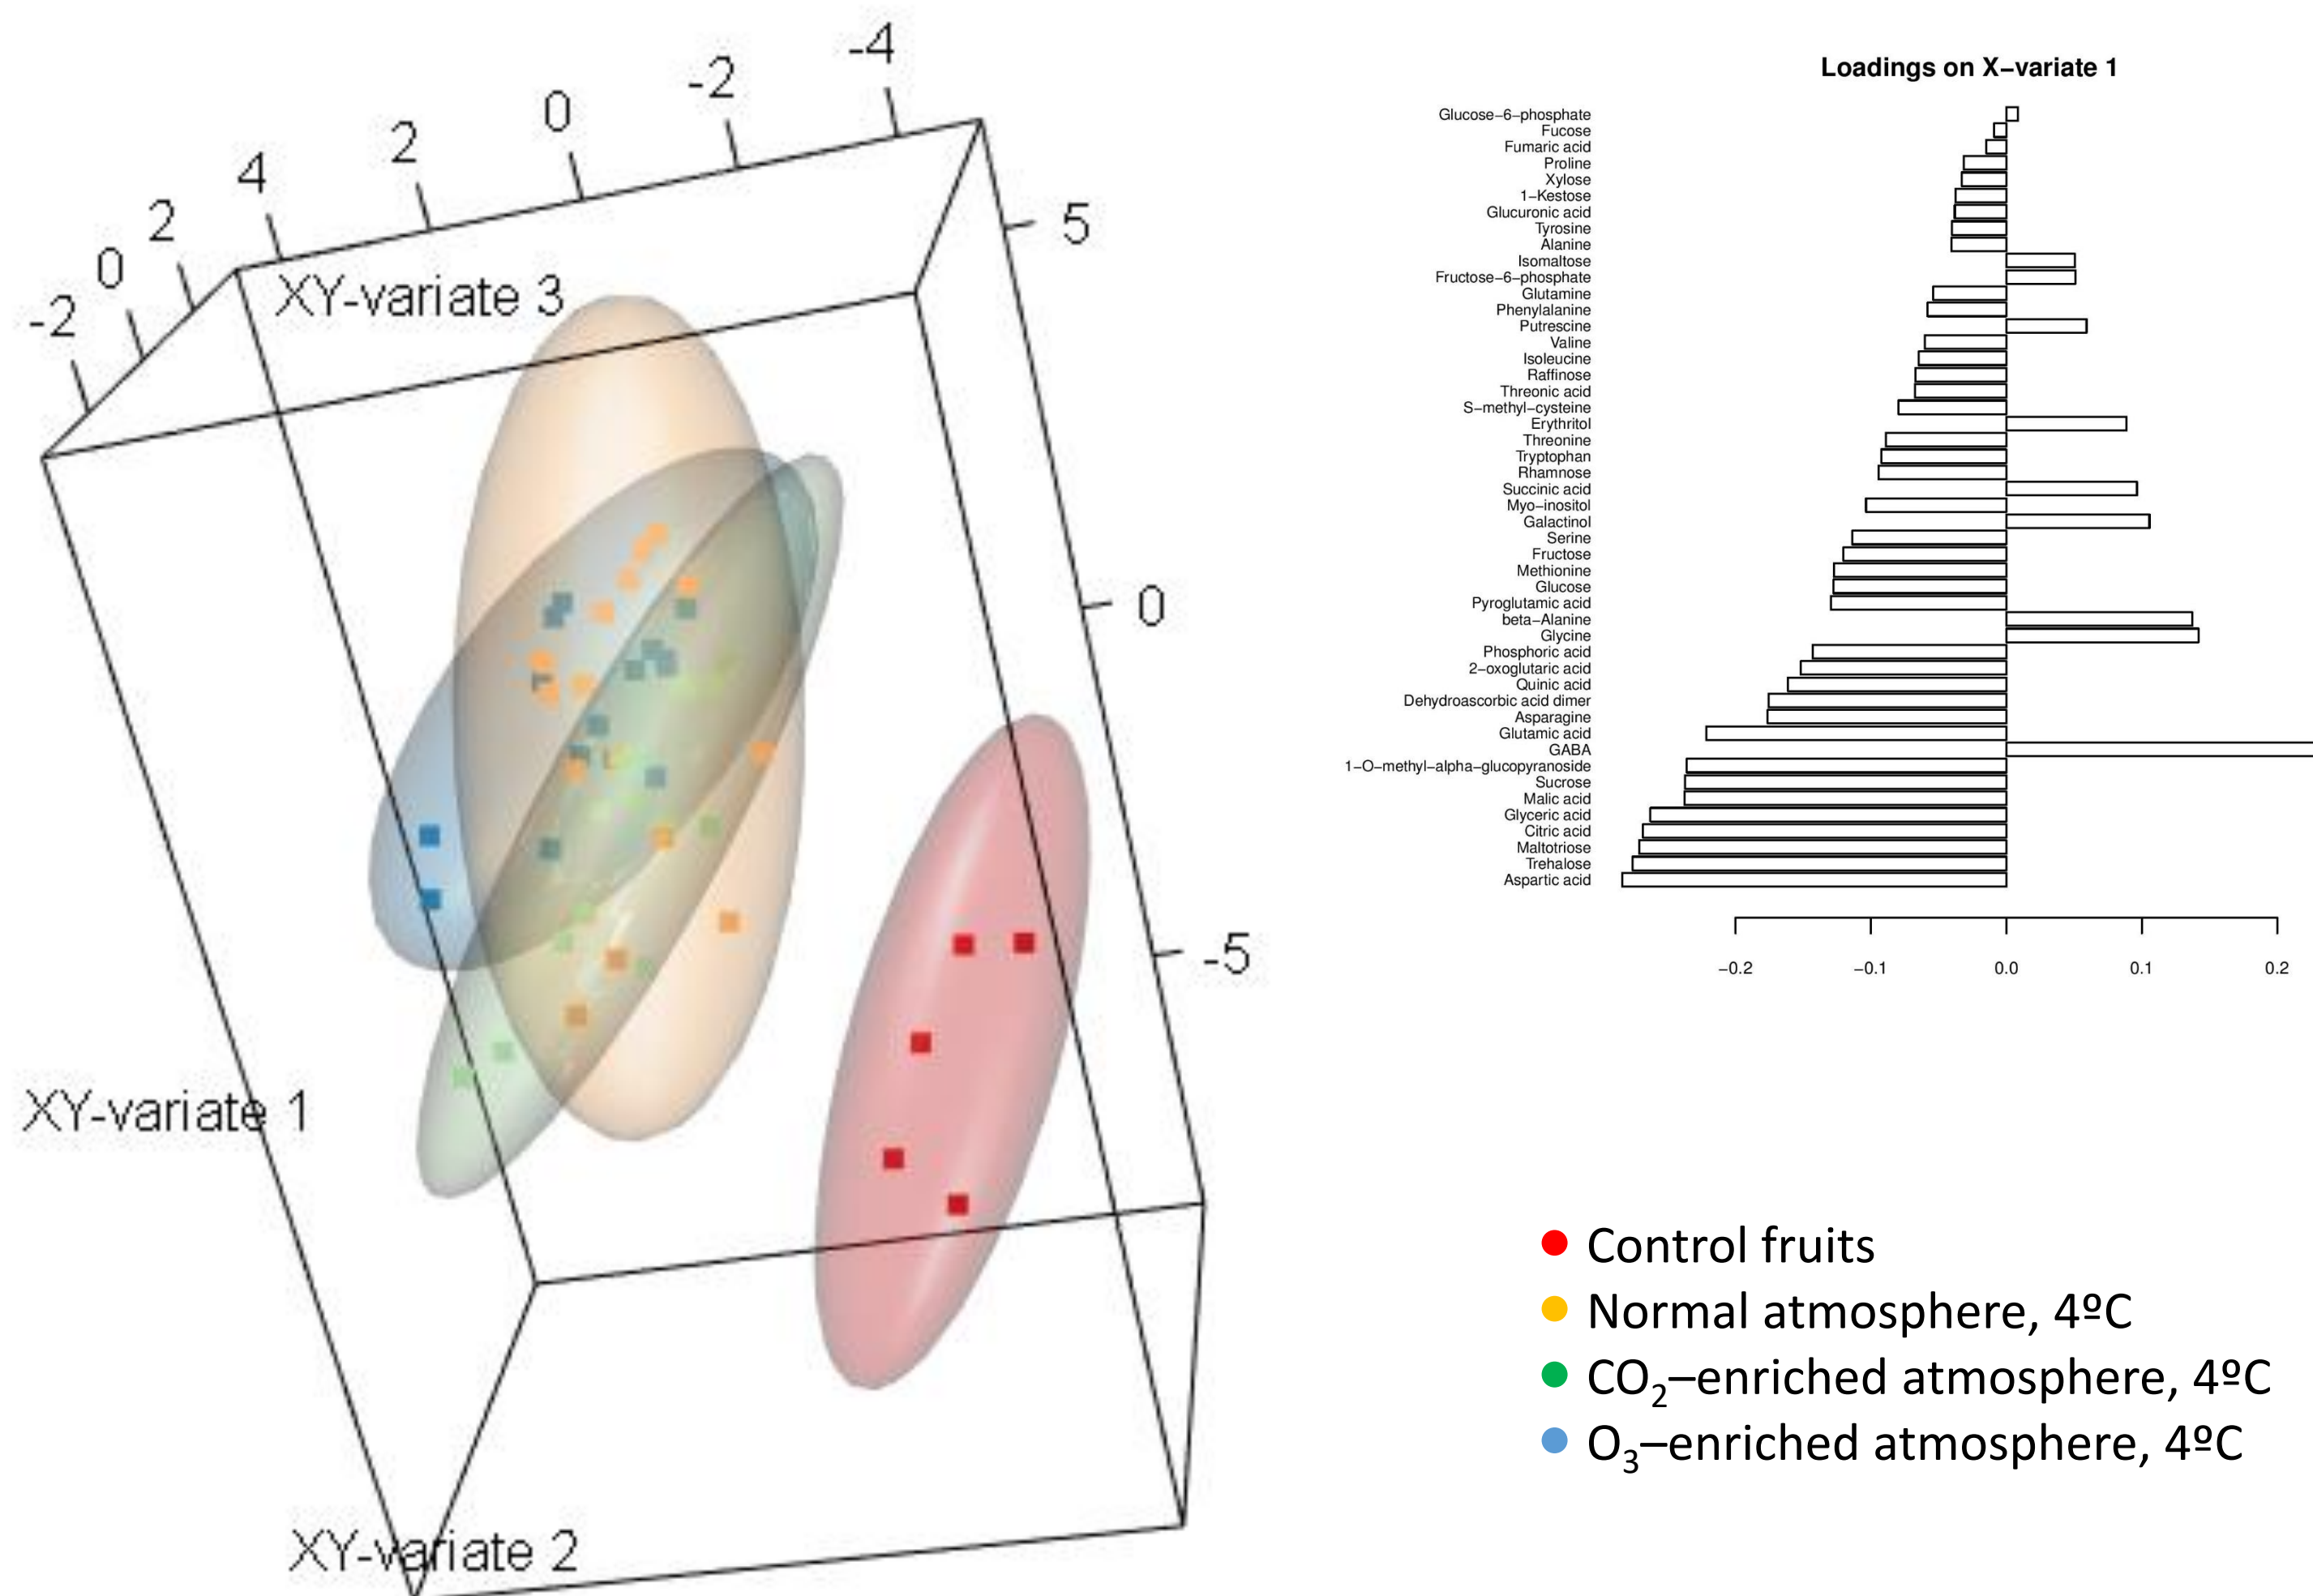 -4
-2
0
2
4
2
0
-2
5
0
-5
XY-variate 3
XY-variate 1
XY-variate 2
Loadings on X−variate 1
Glucose−6−phosphate
Fucose
Fumaric acid
Proline
Xylose
1−Kestose
Glucuronic acid
Tyrosine
Alanine
Isomaltose
Fructose−6−phosphate
Glutamine
Phenylalanine
Putrescine
Valine
Isoleucine
Raffinose
Threonic acid
S−methyl−cysteine
Erythritol
Threonine
Tryptophan
Rhamnose
Succinic acid
Myo−inositol
Galactinol
Serine
Fructose
Methionine
Glucose
Pyroglutamic acid
beta−Alanine
Glycine
Phosphoric acid
2−oxoglutaric acid
Quinic acid
Dehydroascorbic acid dimer
Asparagine
Glutamic acid
GABA
1−O−methyl−alpha−glucopyranoside
Sucrose
Malic acid
Glyceric acid
Citric acid
Maltotriose
Trehalose
Aspartic acid
−0.2 −0.1 0.0 0.1 0.2
Control fruits
Normal atmosphere, 4ºC
CO₂–enriched atmosphere, 4ºC
O₃–enriched atmosphere, 4ºC